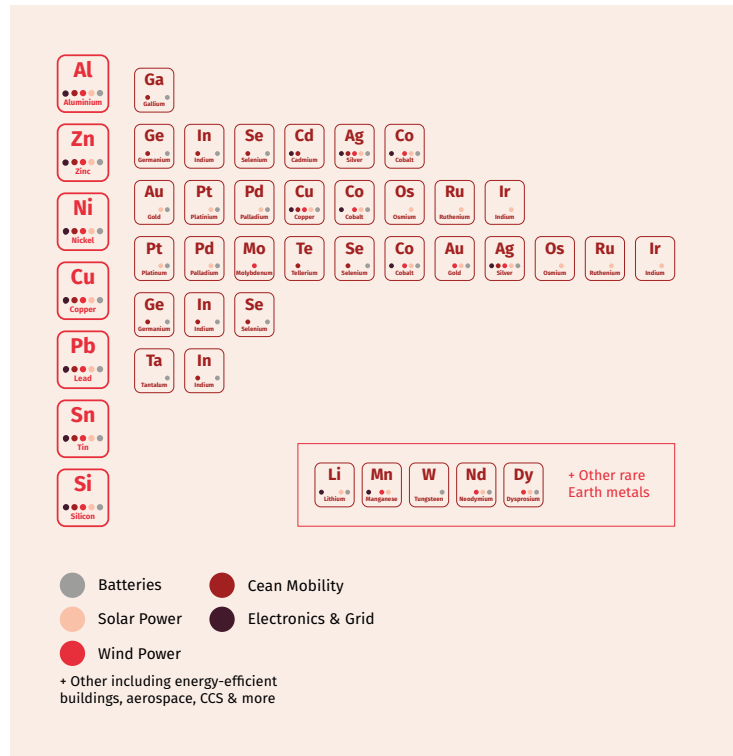 Al
Aluminium
Ga
Gallium
Zn
Zinc
Ge
Germanium
In
Indium
Se
Selenium
Cd
Cadmium
Ag
Silver
Co
Cobalt
Ni
Nickel
Au
Gold
Pt
Platinium
Pd
Palladium
Cu
Copper
Co
Cobalt
Os
Osmium
Ru
Ruthenium
Ir
Indium
Cu
Copper
Pt
Platinum
Pd
Palladium
Mo
Molybdenum
Te
Tellerium
Se
Selenium
Co
Cobalt
Au
Gold
Ag
Silver
Os
Osmium
Ru
Ruthenium
Ir
Indium
Pb
Lead
Ge
Germanium
In
Indium
Se
Selenium
Ta
Tantalum
In
Indium
Sn
Tin
Si
Silicon
Li
Lithium
Mn
Manganese
W
Tungsteen
Nd
Neodymium
Dy
Dysprosium
+ Other rare
Earth metals
Batteries
Cean Mobility
Solar Power
Electronics & Grid
Wind Power
+ Other including energy-efficient
buildings, aerospace, CCS & more